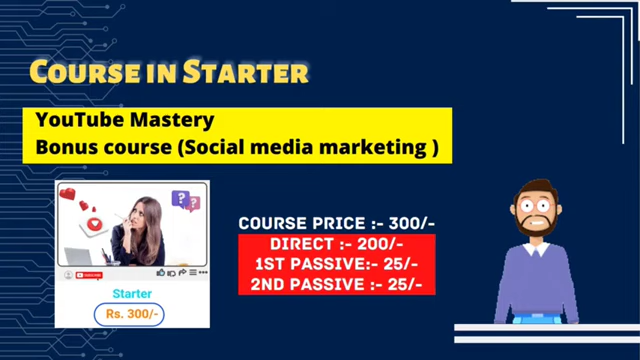 COURSE IN STARTER
YouTube Mastery
Bonus course (Social media marketing )
COURSE PRICE :- 300/-
DIRECT :- 200/-
1ST PASSIVE:- 25/-
2ND PASSIVE :- 25/-
Starter
Rs. 300/-